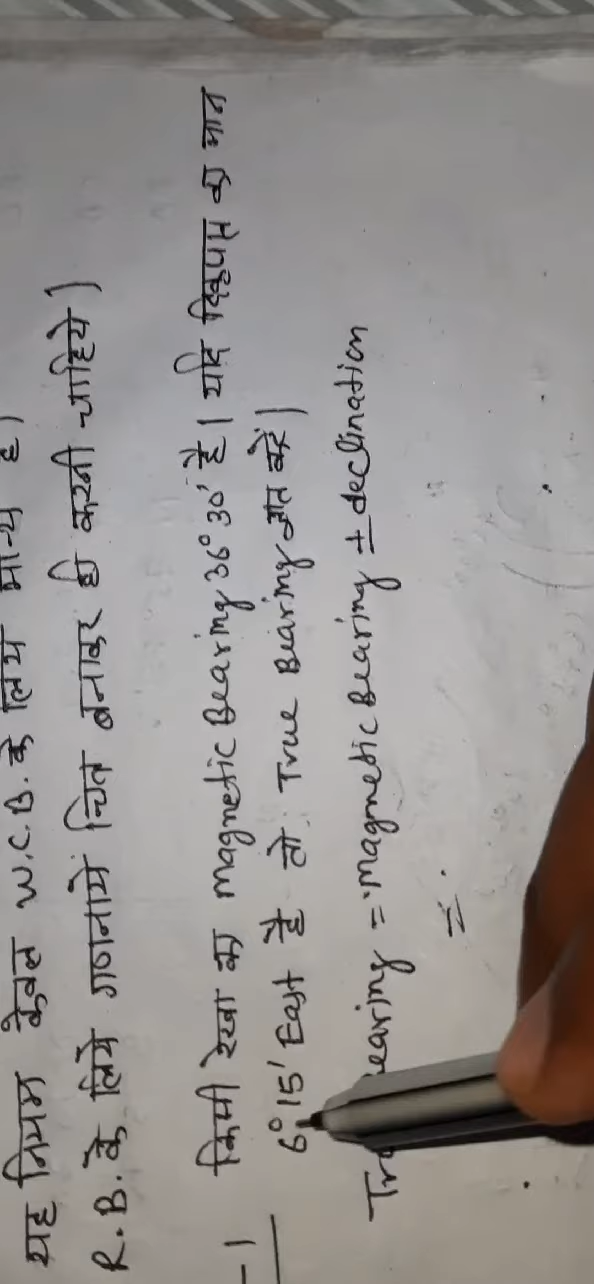 यह नियम केवल W.C.B. के लिये मान्य है।
R.B. के लिये गणनायें चित्र बनाकर ही करनी चाहिये।
-1 किसी रेखा का Magnetic Bearing 36° 30' है। यदि दिक्पात का मान
6° 15' East है तो True Bearing ज्ञात करें।
Tr earing = Magnetic Bearing ± declination
=